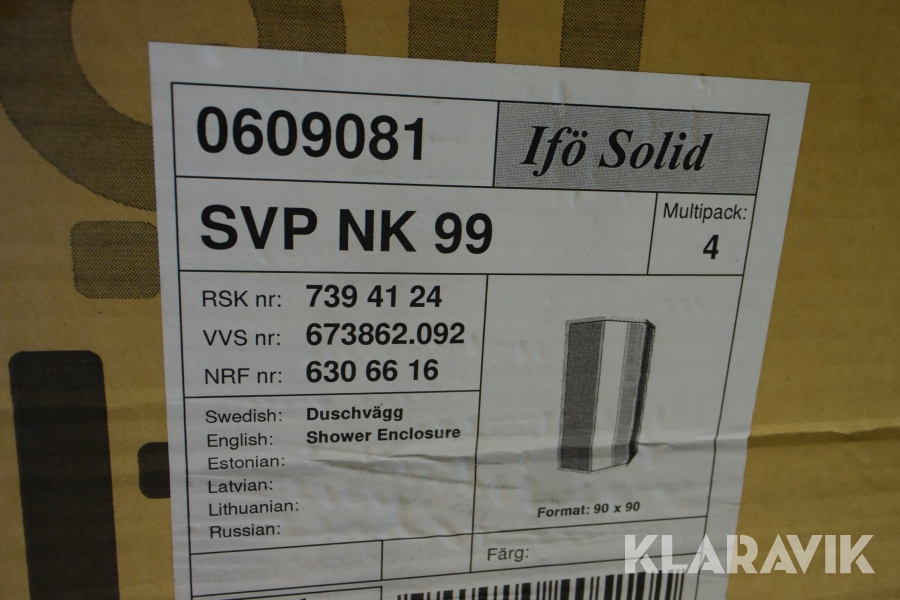 0609081
Ifö Solid
SVP NK 99
Multipack:
4
RSK nr: 739 41 24
VVS nr: 673862.092
NRF nr: 630 66 16
Swedish: Duschvägg
English: Shower Enclosure
Estonian:
Latvian:
Lithuanian:
Russian:
Format: 90 x 90
Färg:
KLARAVIK